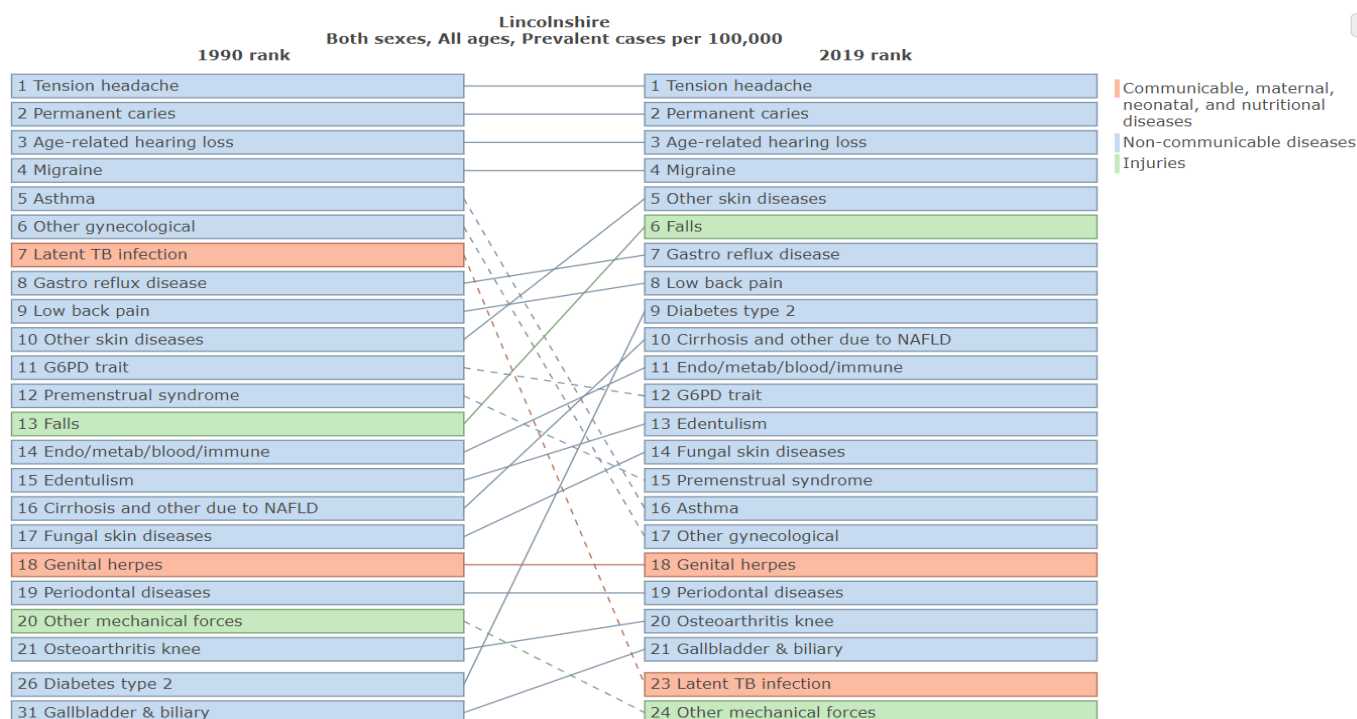 Lincolnshire
Both sexes, All ages, Prevalent cases per 100,000
1990 rank
2019 rank
1 Tension headache
2 Permanent caries
3 Age-related hearing loss
4 Migraine
5 Asthma
6 Other gynecological
7 Latent TB infection
8 Gastro reflux disease
9 Low back pain
10 Other skin diseases
11 G6PD trait
12 Premenstrual syndrome
13 Falls
14 Endo/metab/blood/immune
15 Edentulism
16 Cirrhosis and other due to NAFLD
17 Fungal skin diseases
18 Genital herpes
19 Periodontal diseases
20 Other mechanical forces
21 Osteoarthritis knee
26 Diabetes type 2
31 Gallbladder & biliary
1 Tension headache
2 Permanent caries
3 Age-related hearing loss
4 Migraine
5 Other skin diseases
6 Falls
7 Gastro reflux disease
8 Low back pain
9 Diabetes type 2
10 Cirrhosis and other due to NAFLD
11 Endo/metab/blood/immune
12 G6PD trait
13 Edentulism
14 Fungal skin diseases
15 Premenstrual syndrome
16 Asthma
17 Other gynecological
18 Genital herpes
19 Periodontal diseases
20 Osteoarthritis knee
21 Gallbladder & biliary
23 Latent TB infection
24 Other mechanical forces
Communicable, maternal,
neonatal, and nutritional
diseases
Non-communicable diseases
Injuries